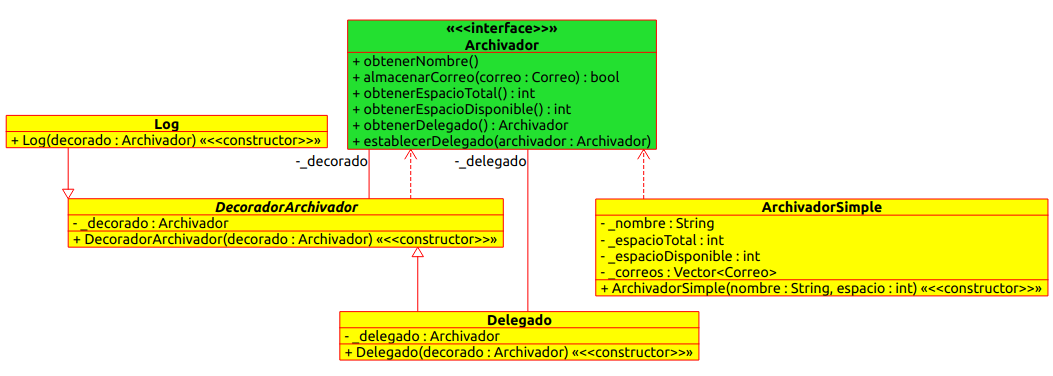 «<<interface>>»
Archivador
+ obtenerNombre()
+ almacenarCorreo(correo : Correo) : bool
+ obtenerEspacioTotal() : int
+ obtenerEspacioDisponible() : int
+ obtenerDelegado() : Archivador
+ establecerDelegado(archivador : Archivador)
Log
+ Log(decorado : Archivador) «<<constructor>>»
-_decorado
-_delegado
DecoradorArchivador
- _decorado : Archivador
+ DecoradorArchivador(decorado : Archivador) «<<constructor>>»
ArchivadorSimple
- _nombre : String
- _espacioTotal : int
- _espacioDisponible : int
- _correos : Vector<Correo>
+ ArchivadorSimple(nombre : String, espacio : int) «<<constructor>>»
Delegado
- _delegado : Archivador
+ Delegado(decorado : Archivador) «<<constructor>>»